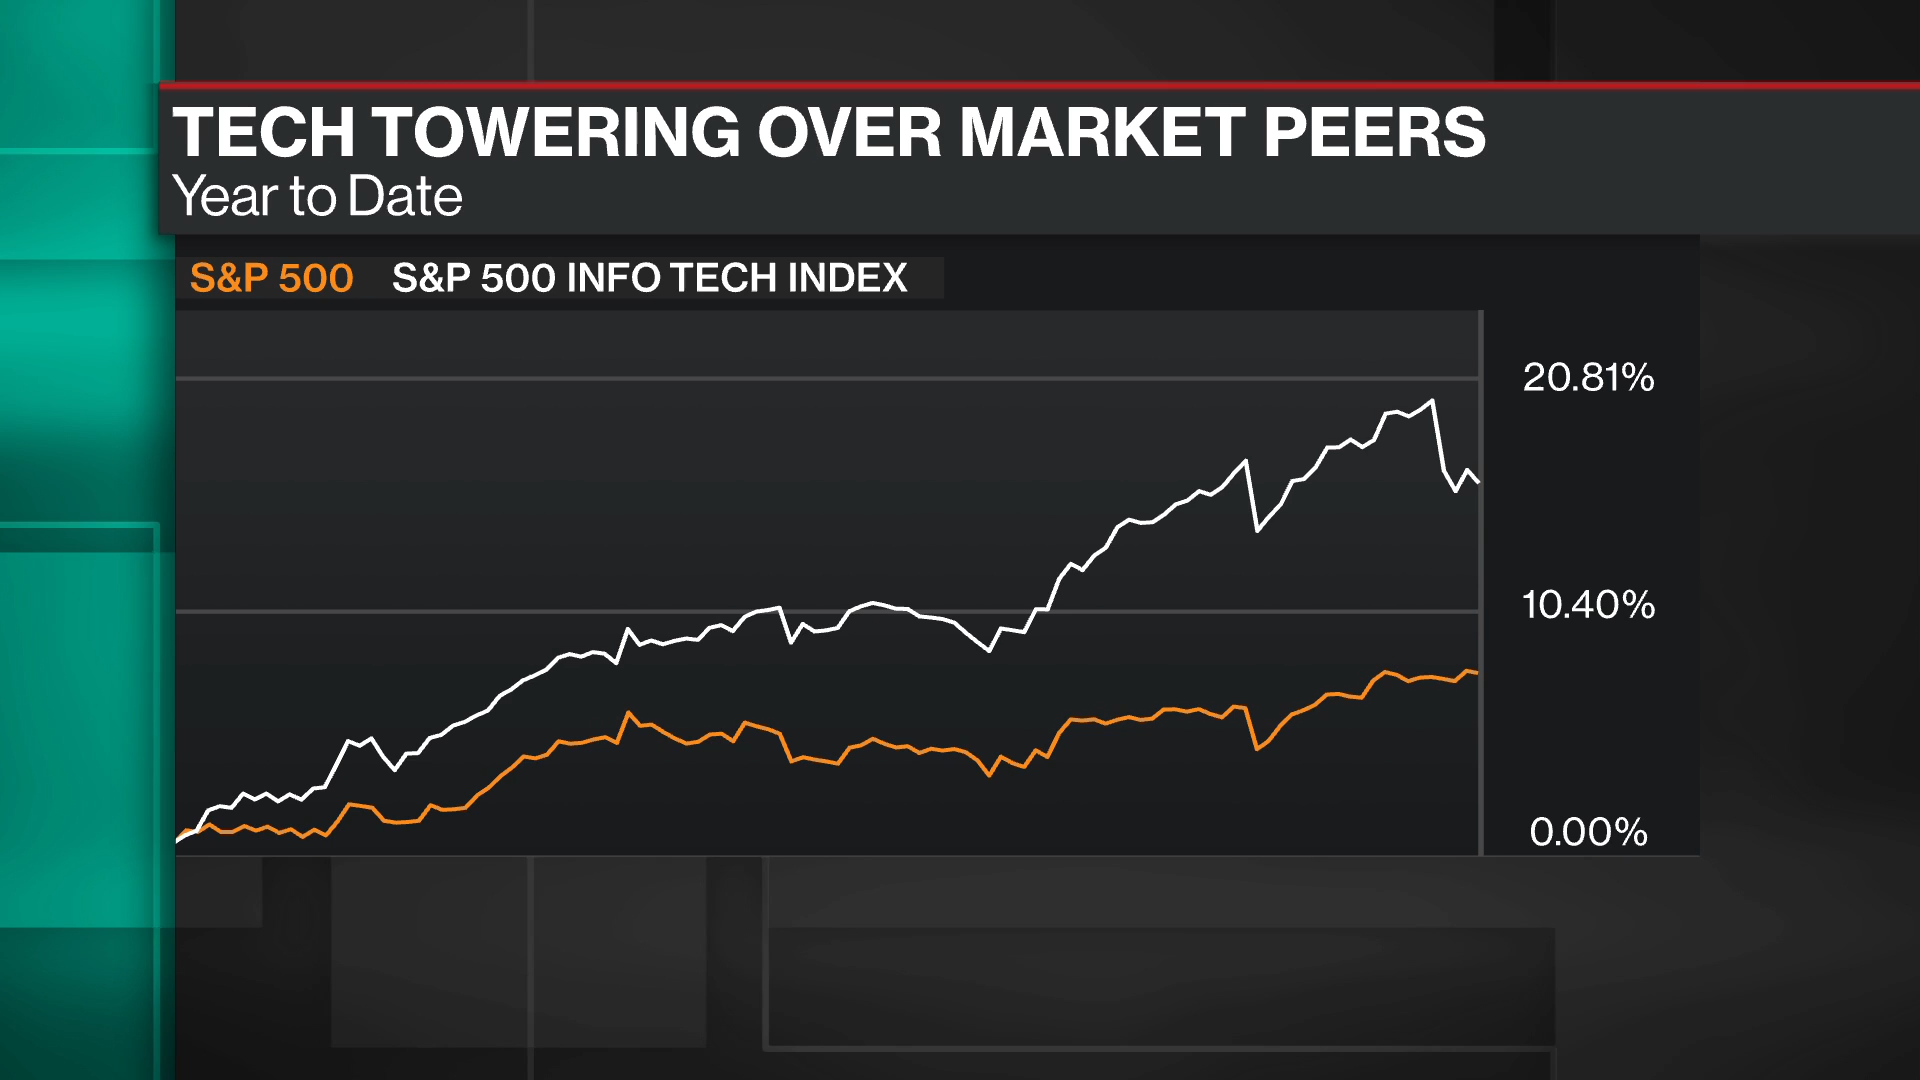 TECH TOWERING OVER MARKET PEERS
Year to Date
S&P 500 S&P 500 INFO TECH INDEX
20.81%
10.40%
0.00%